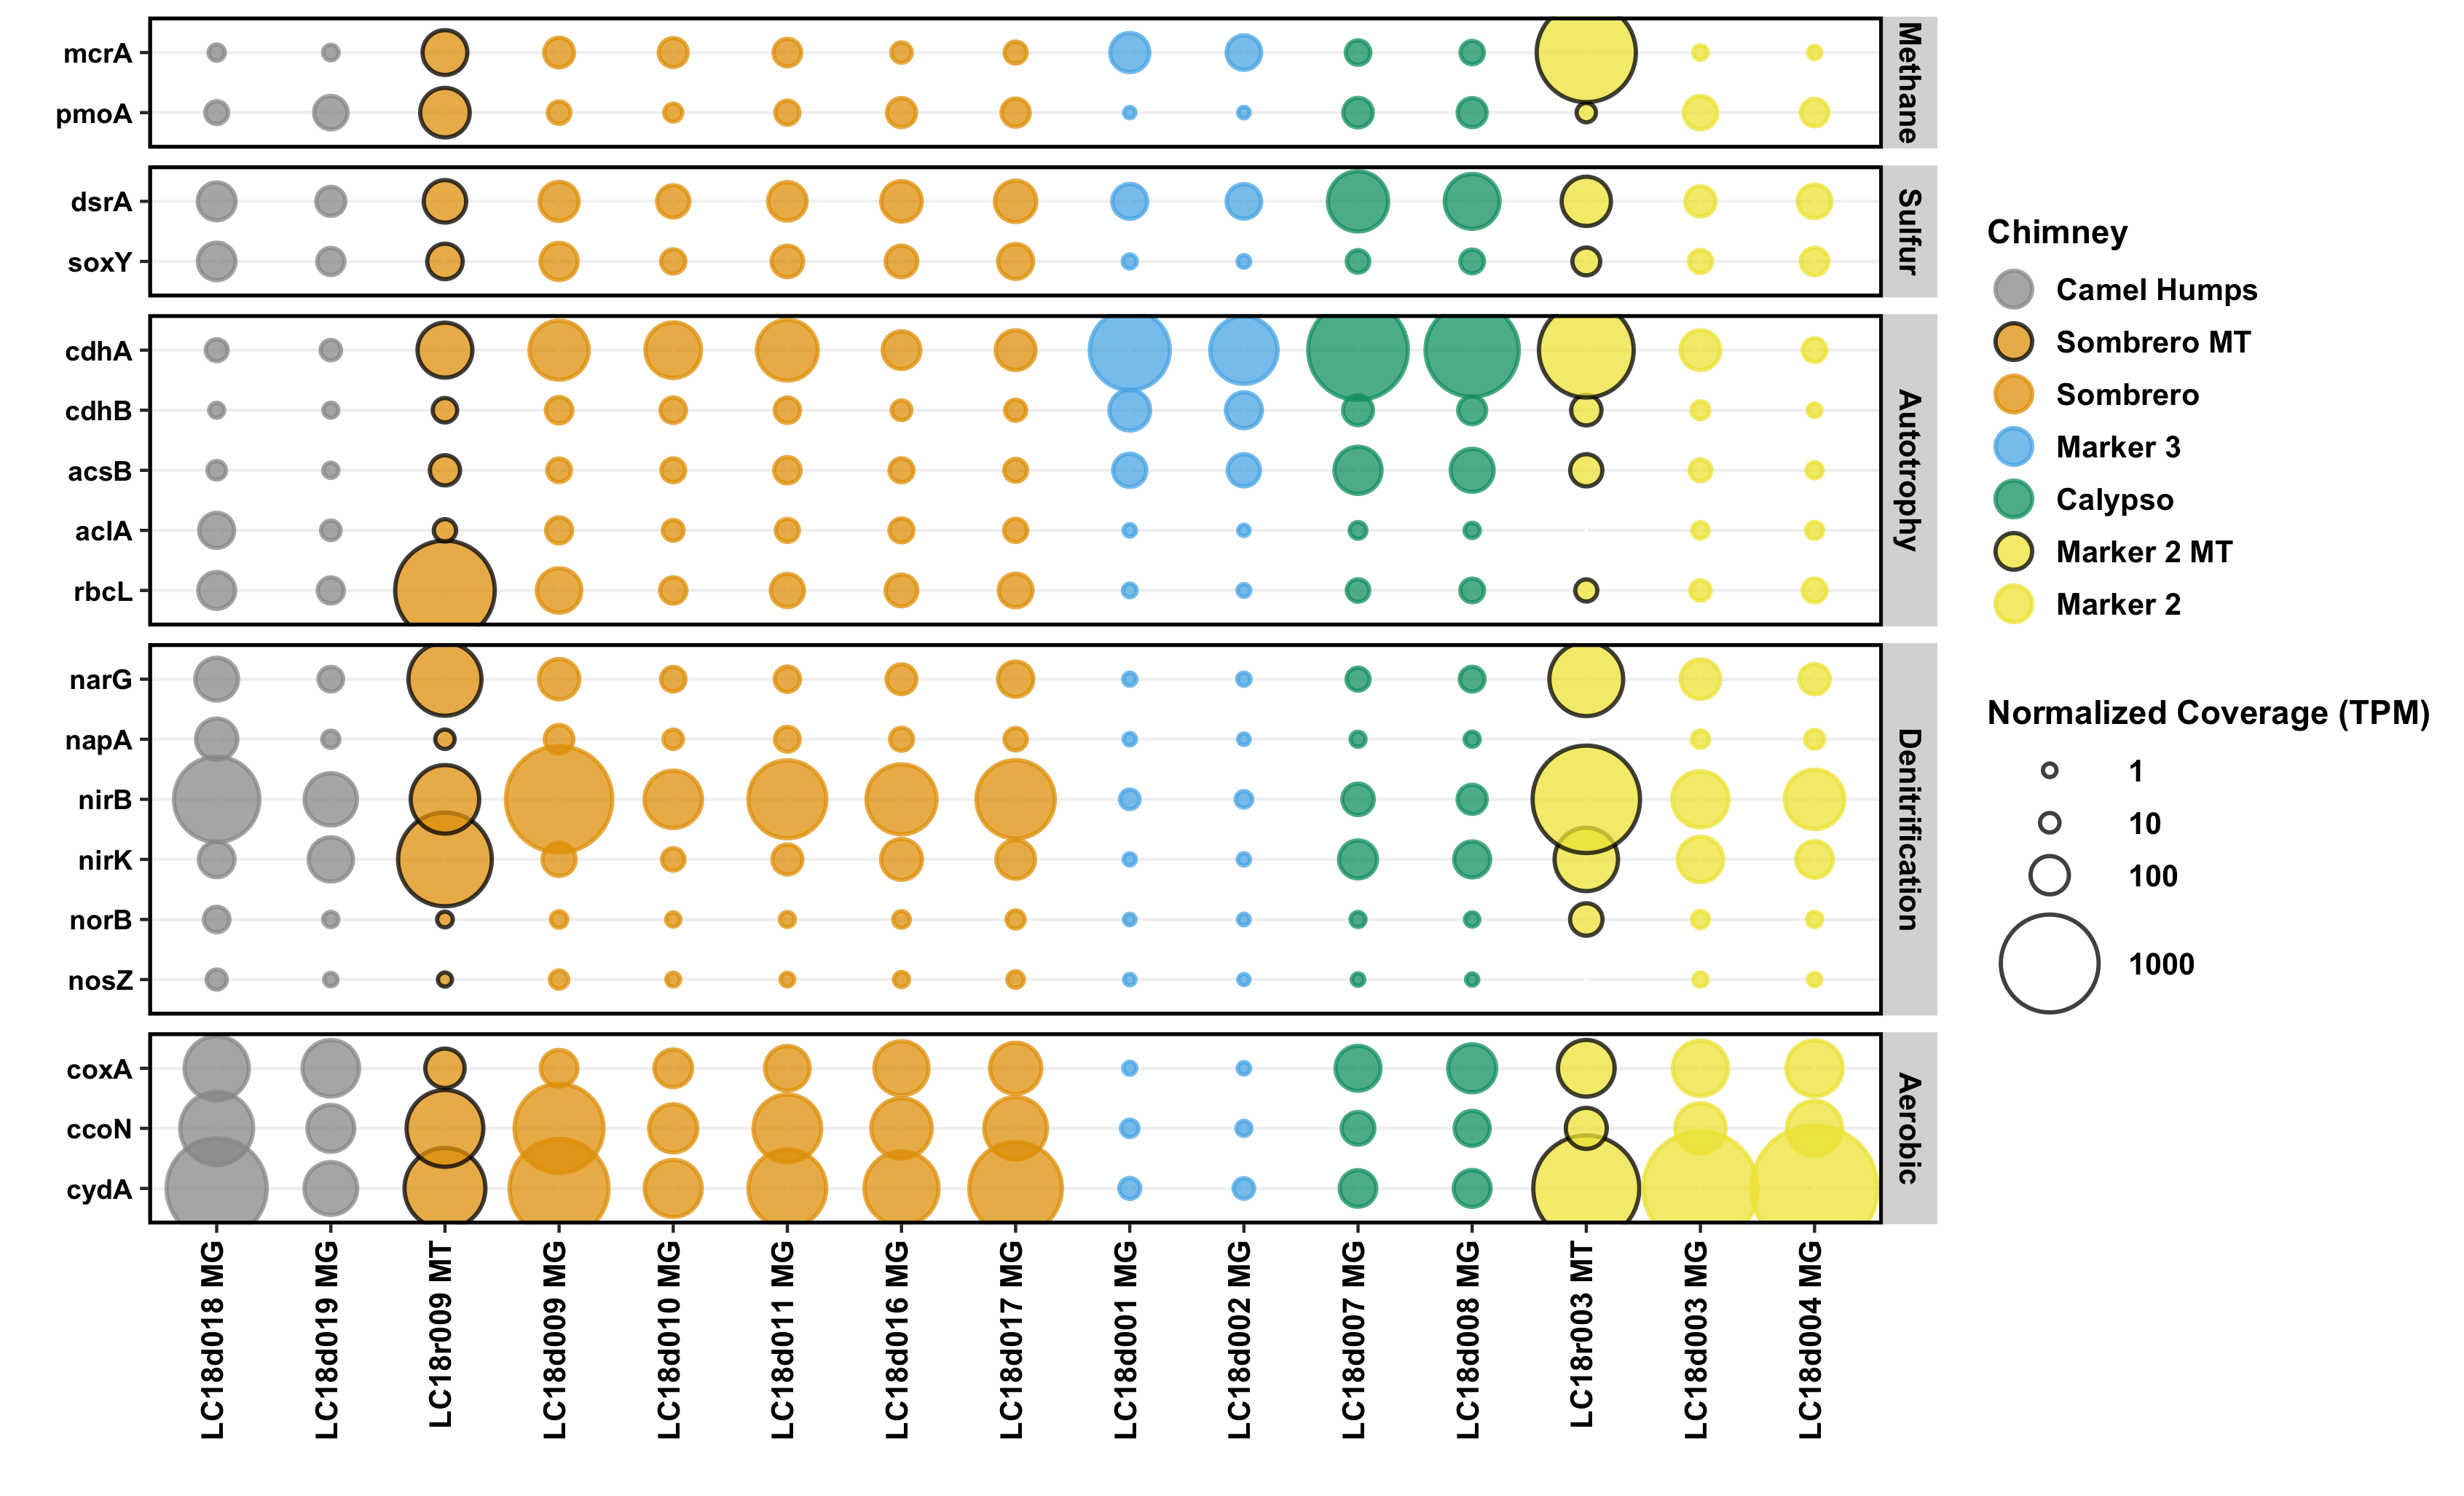 mcrA
pmoA
Methane
dsrA
soxY
Sulfur
cdhA
cdhB
acsB
aclA
rbcL
Autotrophy
narG
napA
nirB
nirK
norB
nosZ
Denitrification
coxA
ccoN
cydA
Aerobic
LC18d018 MG
LC18d019 MG
LC18r009 MT
LC18d009 MG
LC18d010 MG
LC18d011 MG
LC18d016 MG
LC18d017 MG
LC18d001 MG
LC18d002 MG
LC18d007 MG
LC18d008 MG
LC18r003 MT
LC18d003 MG
LC18d004 MG
Chimney
Camel Humps
Sombrero MT
Sombrero
Marker 3
Calypso
Marker 2 MT
Marker 2
Normalized Coverage (TPM)
1
10
100
1000